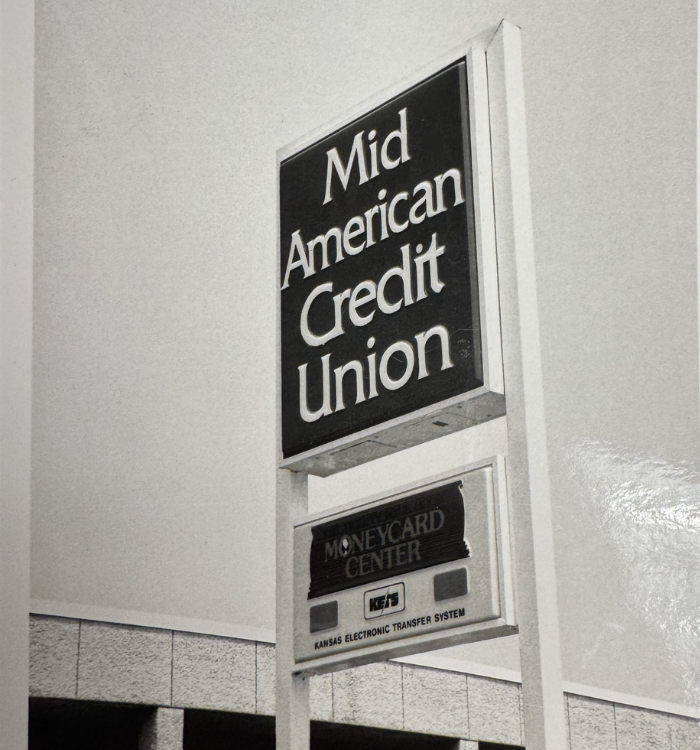 Mid
American
Credit
Union
MONEYCARD
CENTER
KETS
KANSAS ELECTRONIC TRANSFER SYSTEM